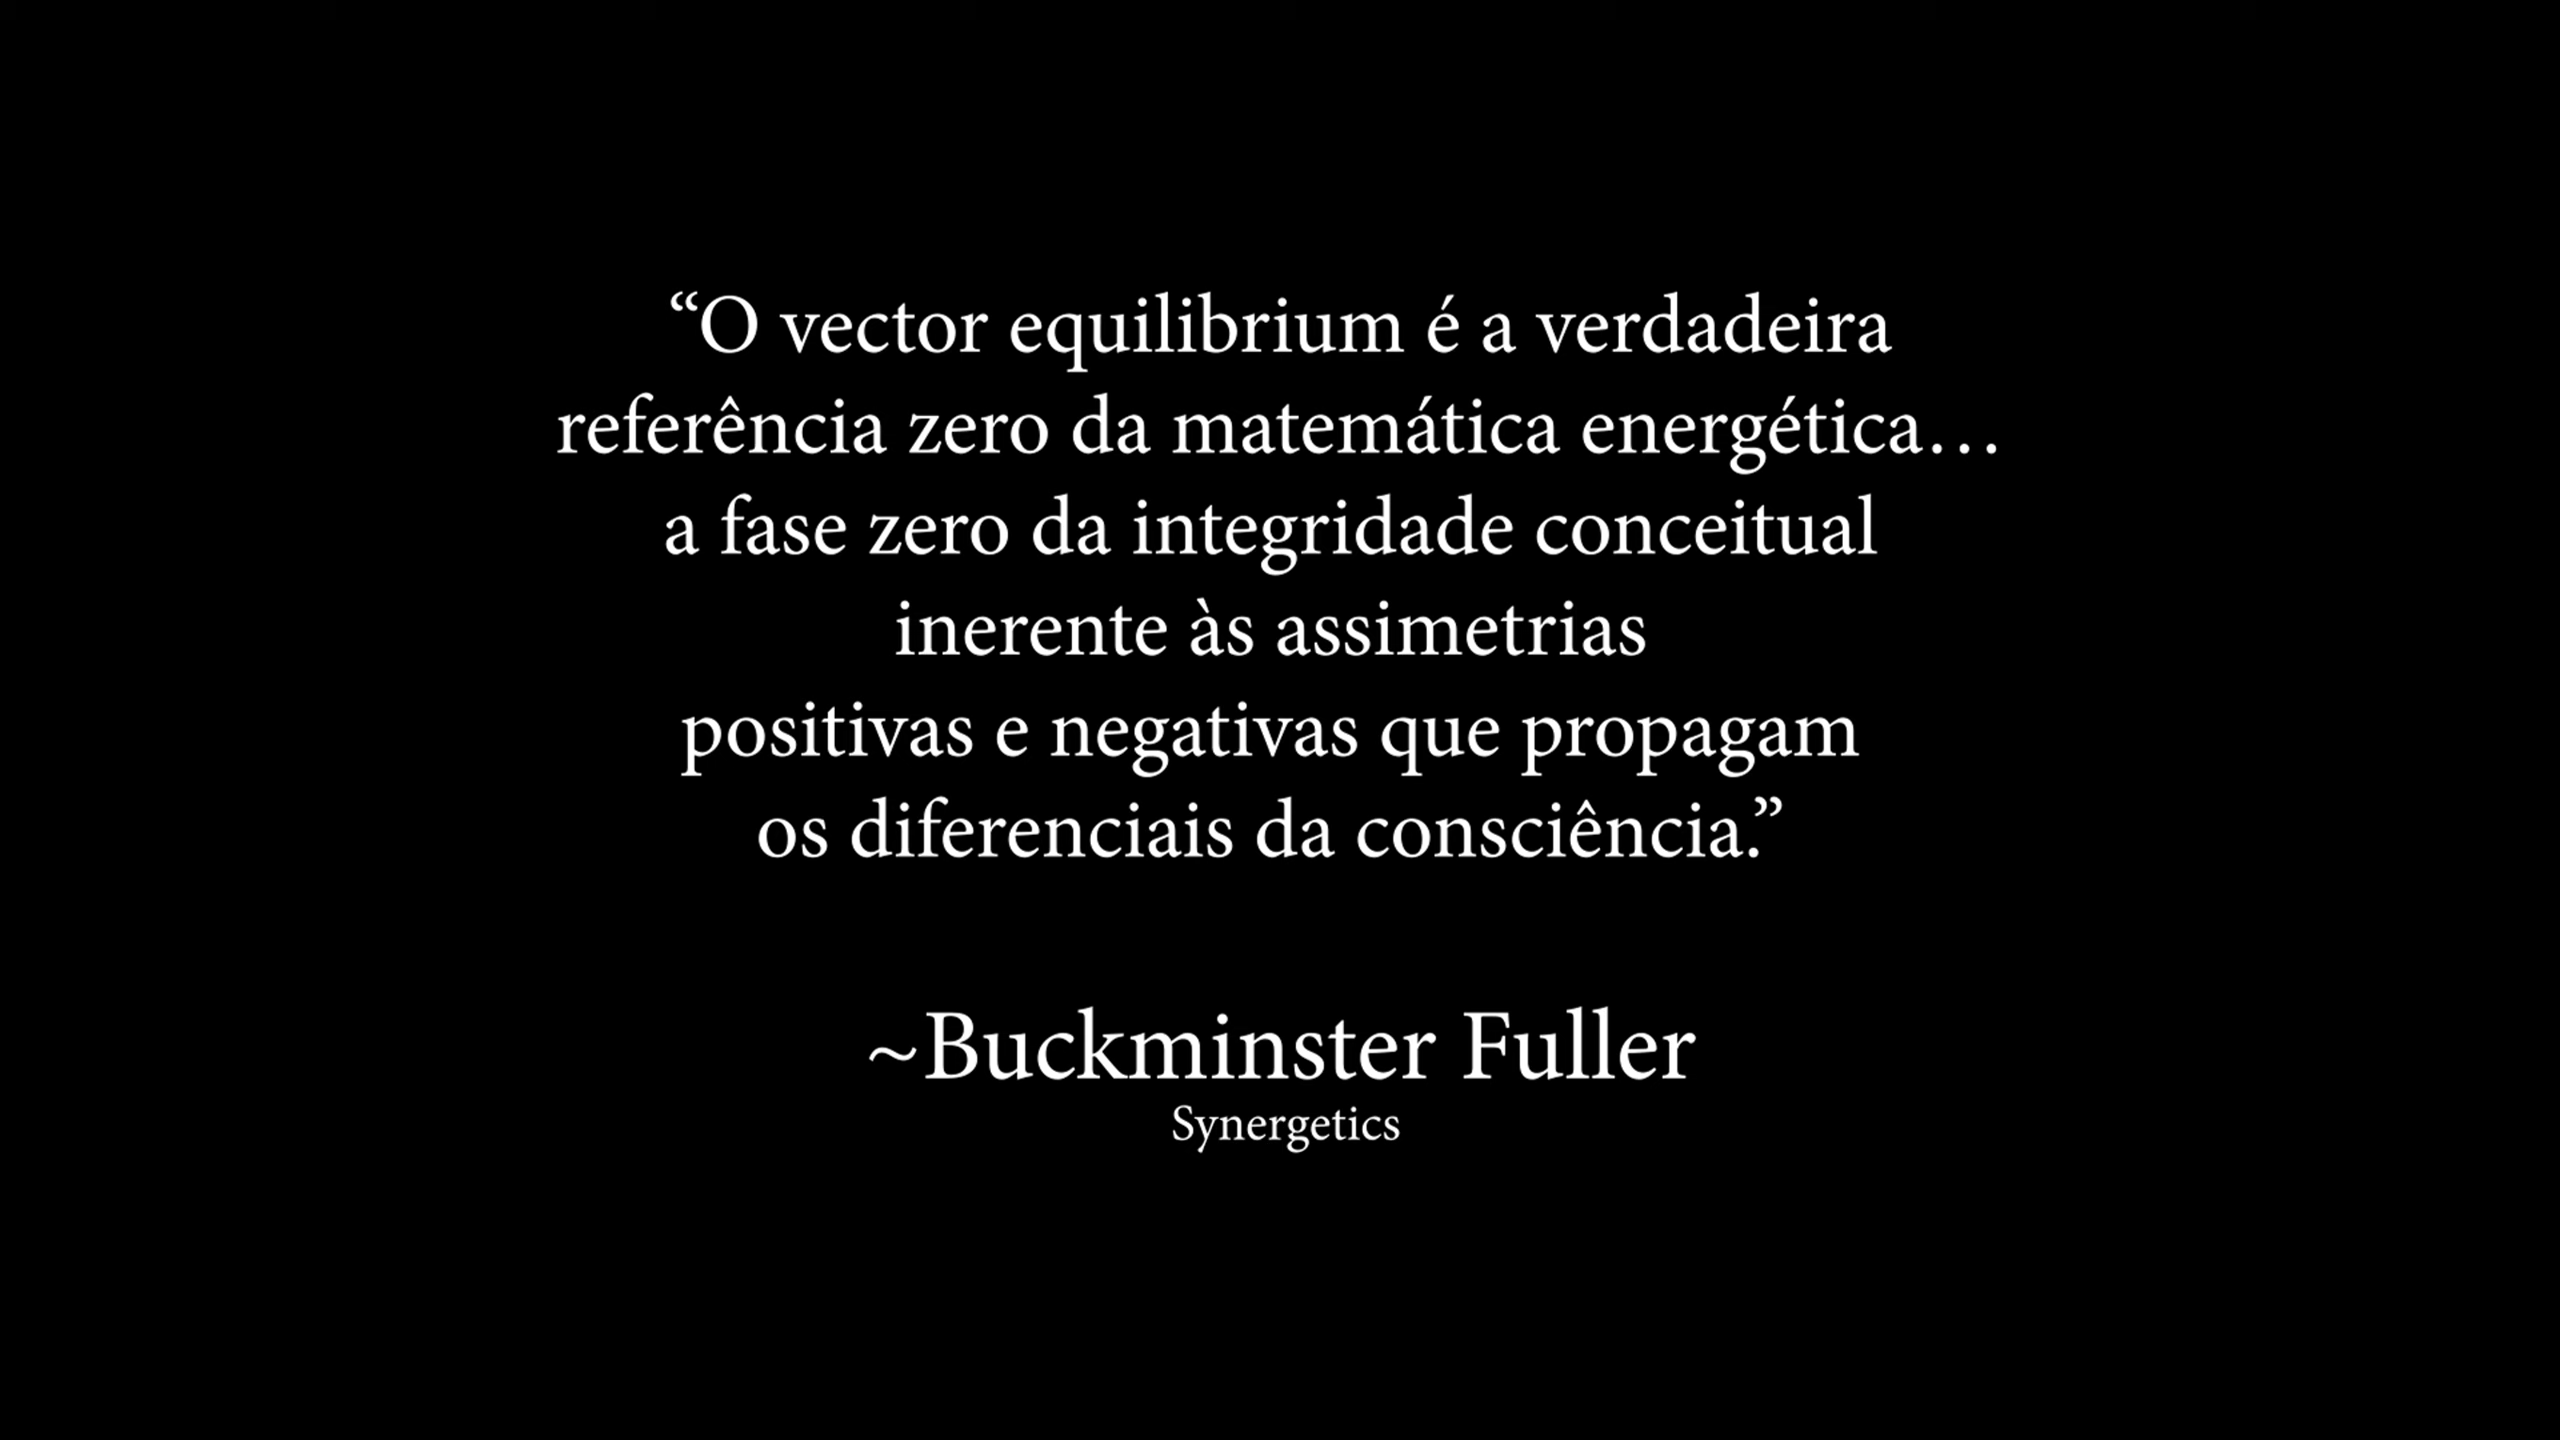 “O vector equilibrium é a verdadeira
referência zero da matemática energética…
a fase zero da integridade conceitual
inerente às assimetrias
positivas e negativas que propagam
os diferenciais da consciência.”
~Buckminster Fuller
Synergetics